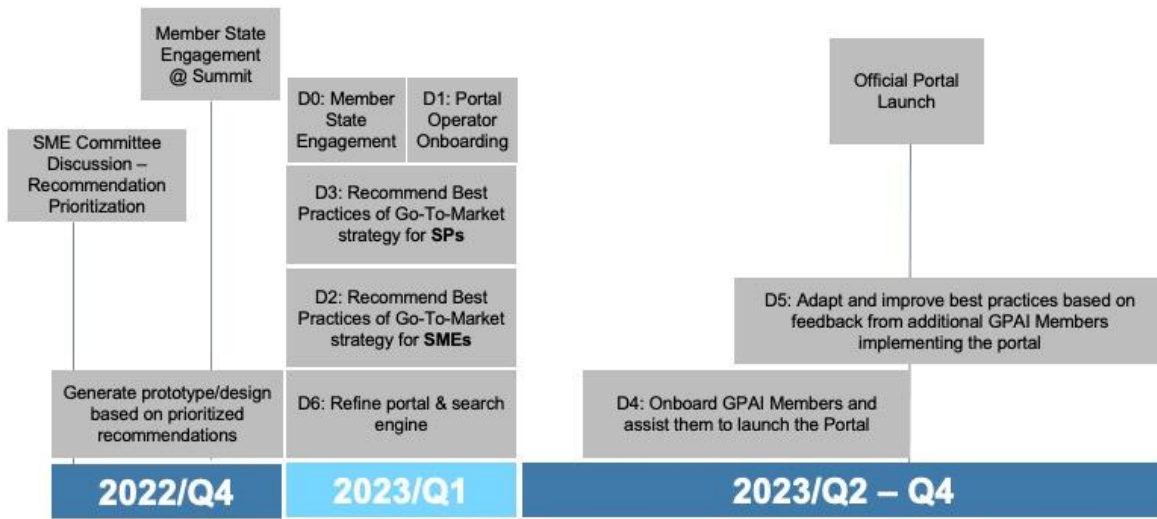 Member State
Engagement
@ Summit
SME Committee
Discussion –
Recommendation
Prioritization
Generate prototype/design
based on prioritized
recommendations
D0: Member
State
Engagement
D1: Portal
Operator
Onboarding
D3: Recommend Best
Practices of Go-To-Market
strategy for SPs
D2: Recommend Best
Practices of Go-To-Market
strategy for SMEs
D6: Refine portal & search
engine
Official Portal
Launch
D5: Adapt and improve best practices based on
feedback from additional GPAI Members
implementing the portal
D4: Onboard GPAI Members and
assist them to launch the Portal
2022/Q4
2023/Q1
2023/Q2 – Q4